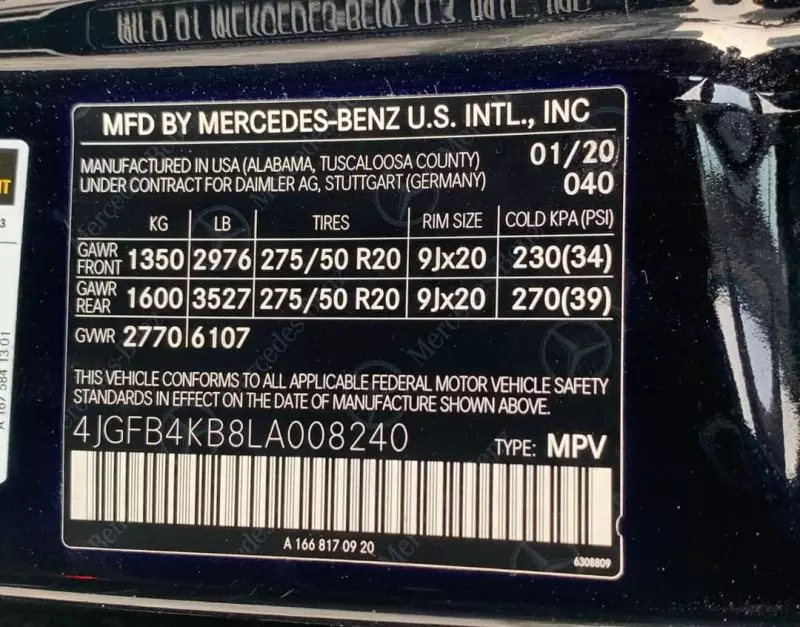 MFD BY MERCEDES-BENZ U.S. INTL., INC
MANUFACTURED IN USA (ALABAMA, TUSCALOOSA COUNTY) 01/20
UNDER CONTRACT FOR DAIMLER AG, STUTTGART (GERMANY) 040
KG LB TIRES RIM SIZE COLD KPA(PSI)
GAWR FRONT 1350 2976 275/50 R20 9Jx20 230(34)
GAWR REAR 1600 3527 275/50 R20 9Jx20 270(39)
GVWR 2770 6107
THIS VEHICLE CONFORMS TO ALL APPLICABLE FEDERAL MOTOR VEHICLE SAFETY
STANDARDS IN EFFECT ON THE DATE OF MANUFACTURE SHOWN ABOVE.
4JGFB4KB8LA008240 TYPE: MPV
A 166 817 09 20
6308809
A 167 584 13 01